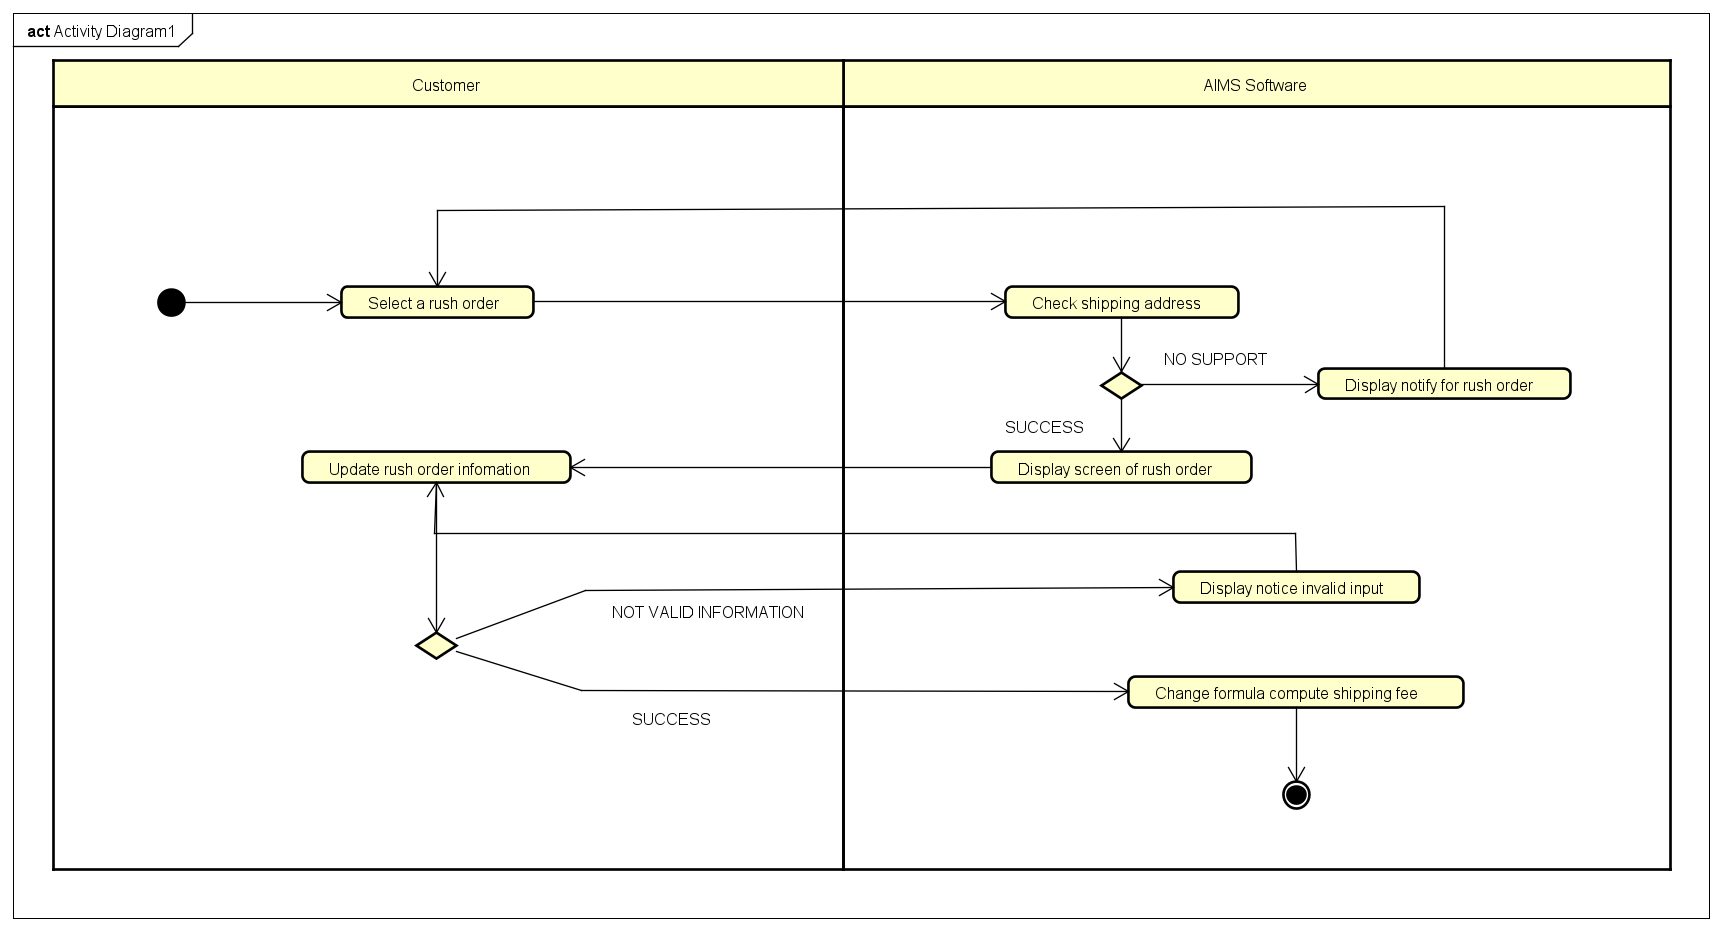 act Activity Diagram1
Customer
AIMS Software
Select a rush order
Check shipping address
NO SUPPORT
Display notify for rush order
SUCCESS
Update rush order infomation
Display screen of rush order
Display notice invalid input
NOT VALID INFORMATION
Change formula compute shipping fee
SUCCESS